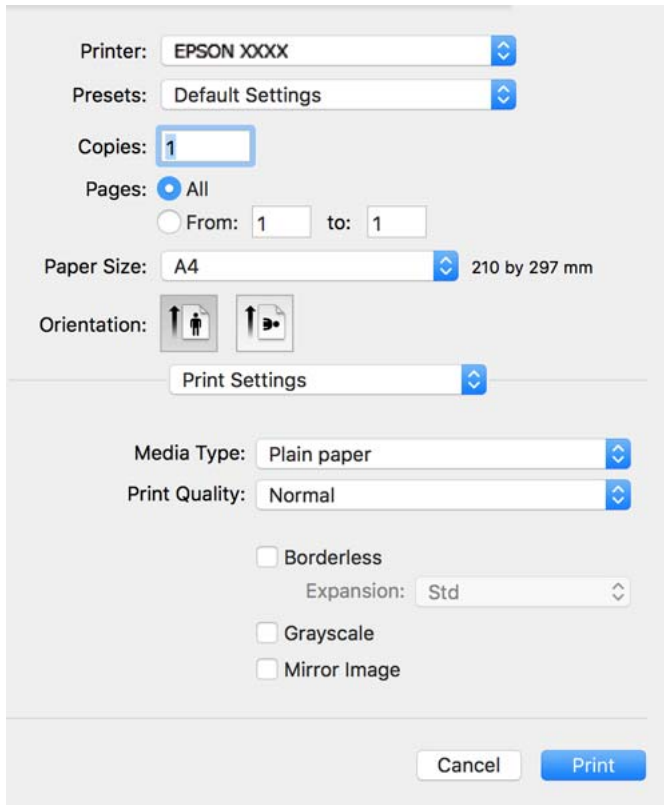 Printer: EPSON XXXX
Presets: Default Settings
Copies: 1
Pages: All
From: 1 to: 1
Paper Size: A4 210 by 297 mm
Orientation:
Print Settings
Media Type: Plain paper
Print Quality: Normal
Borderless
Expansion: Std
Grayscale
Mirror Image
Cancel Print